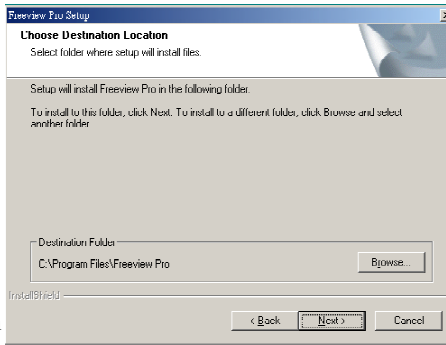 Freeview Pro Setup
Choose Destination Location
Select folder where setup will install files.
Setup will install Freeview Pro in the following folder.
To install to this folder, click Next. To install to a different folder, click Browse and select
another folder.
Destination Folder
C:\Program Files\Freeview Pro
Browse...
InstallShield
< Back
Next >
Cancel